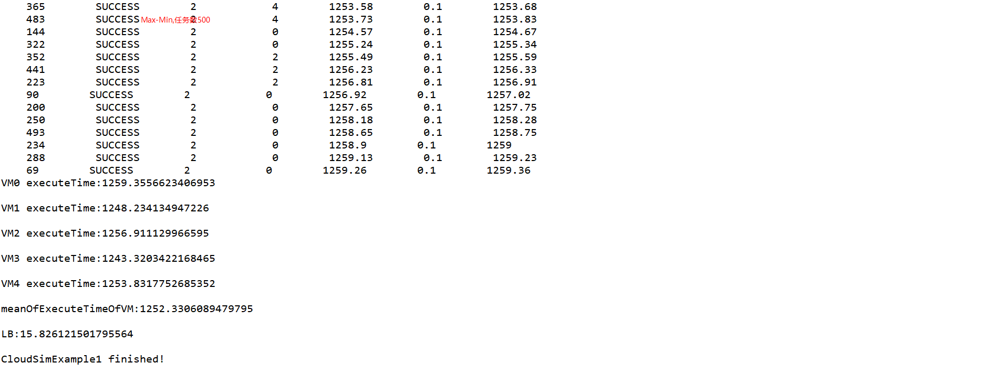 365 SUCCESS 2 4 1253.58 0.1 1253.68
483 SUCCESS 2 4 1253.73 0.1 1253.83
Max-Min,任务数500
144 SUCCESS 2 0 1254.57 0.1 1254.67
322 SUCCESS 2 0 1255.24 0.1 1255.34
352 SUCCESS 2 2 1255.49 0.1 1255.59
441 SUCCESS 2 2 1256.23 0.1 1256.33
223 SUCCESS 2 2 1256.81 0.1 1256.91
90 SUCCESS 2 0 1256.92 0.1 1257.02
200 SUCCESS 2 0 1257.65 0.1 1257.75
250 SUCCESS 2 0 1258.18 0.1 1258.28
493 SUCCESS 2 0 1258.65 0.1 1258.75
234 SUCCESS 2 0 1258.9 0.1 1259
288 SUCCESS 2 0 1259.13 0.1 1259.23
69 SUCCESS 2 0 1259.26 0.1 1259.36
VM0 executeTime:1259.3556623406953
VM1 executeTime:1248.234134947226
VM2 executeTime:1256.911129966595
VM3 executeTime:1243.3203422168465
VM4 executeTime:1253.8317752685352
meanOfExecuteTimeOfVM:1252.3306089479795
LB:15.826121501795564
CloudSimExample1 finished!